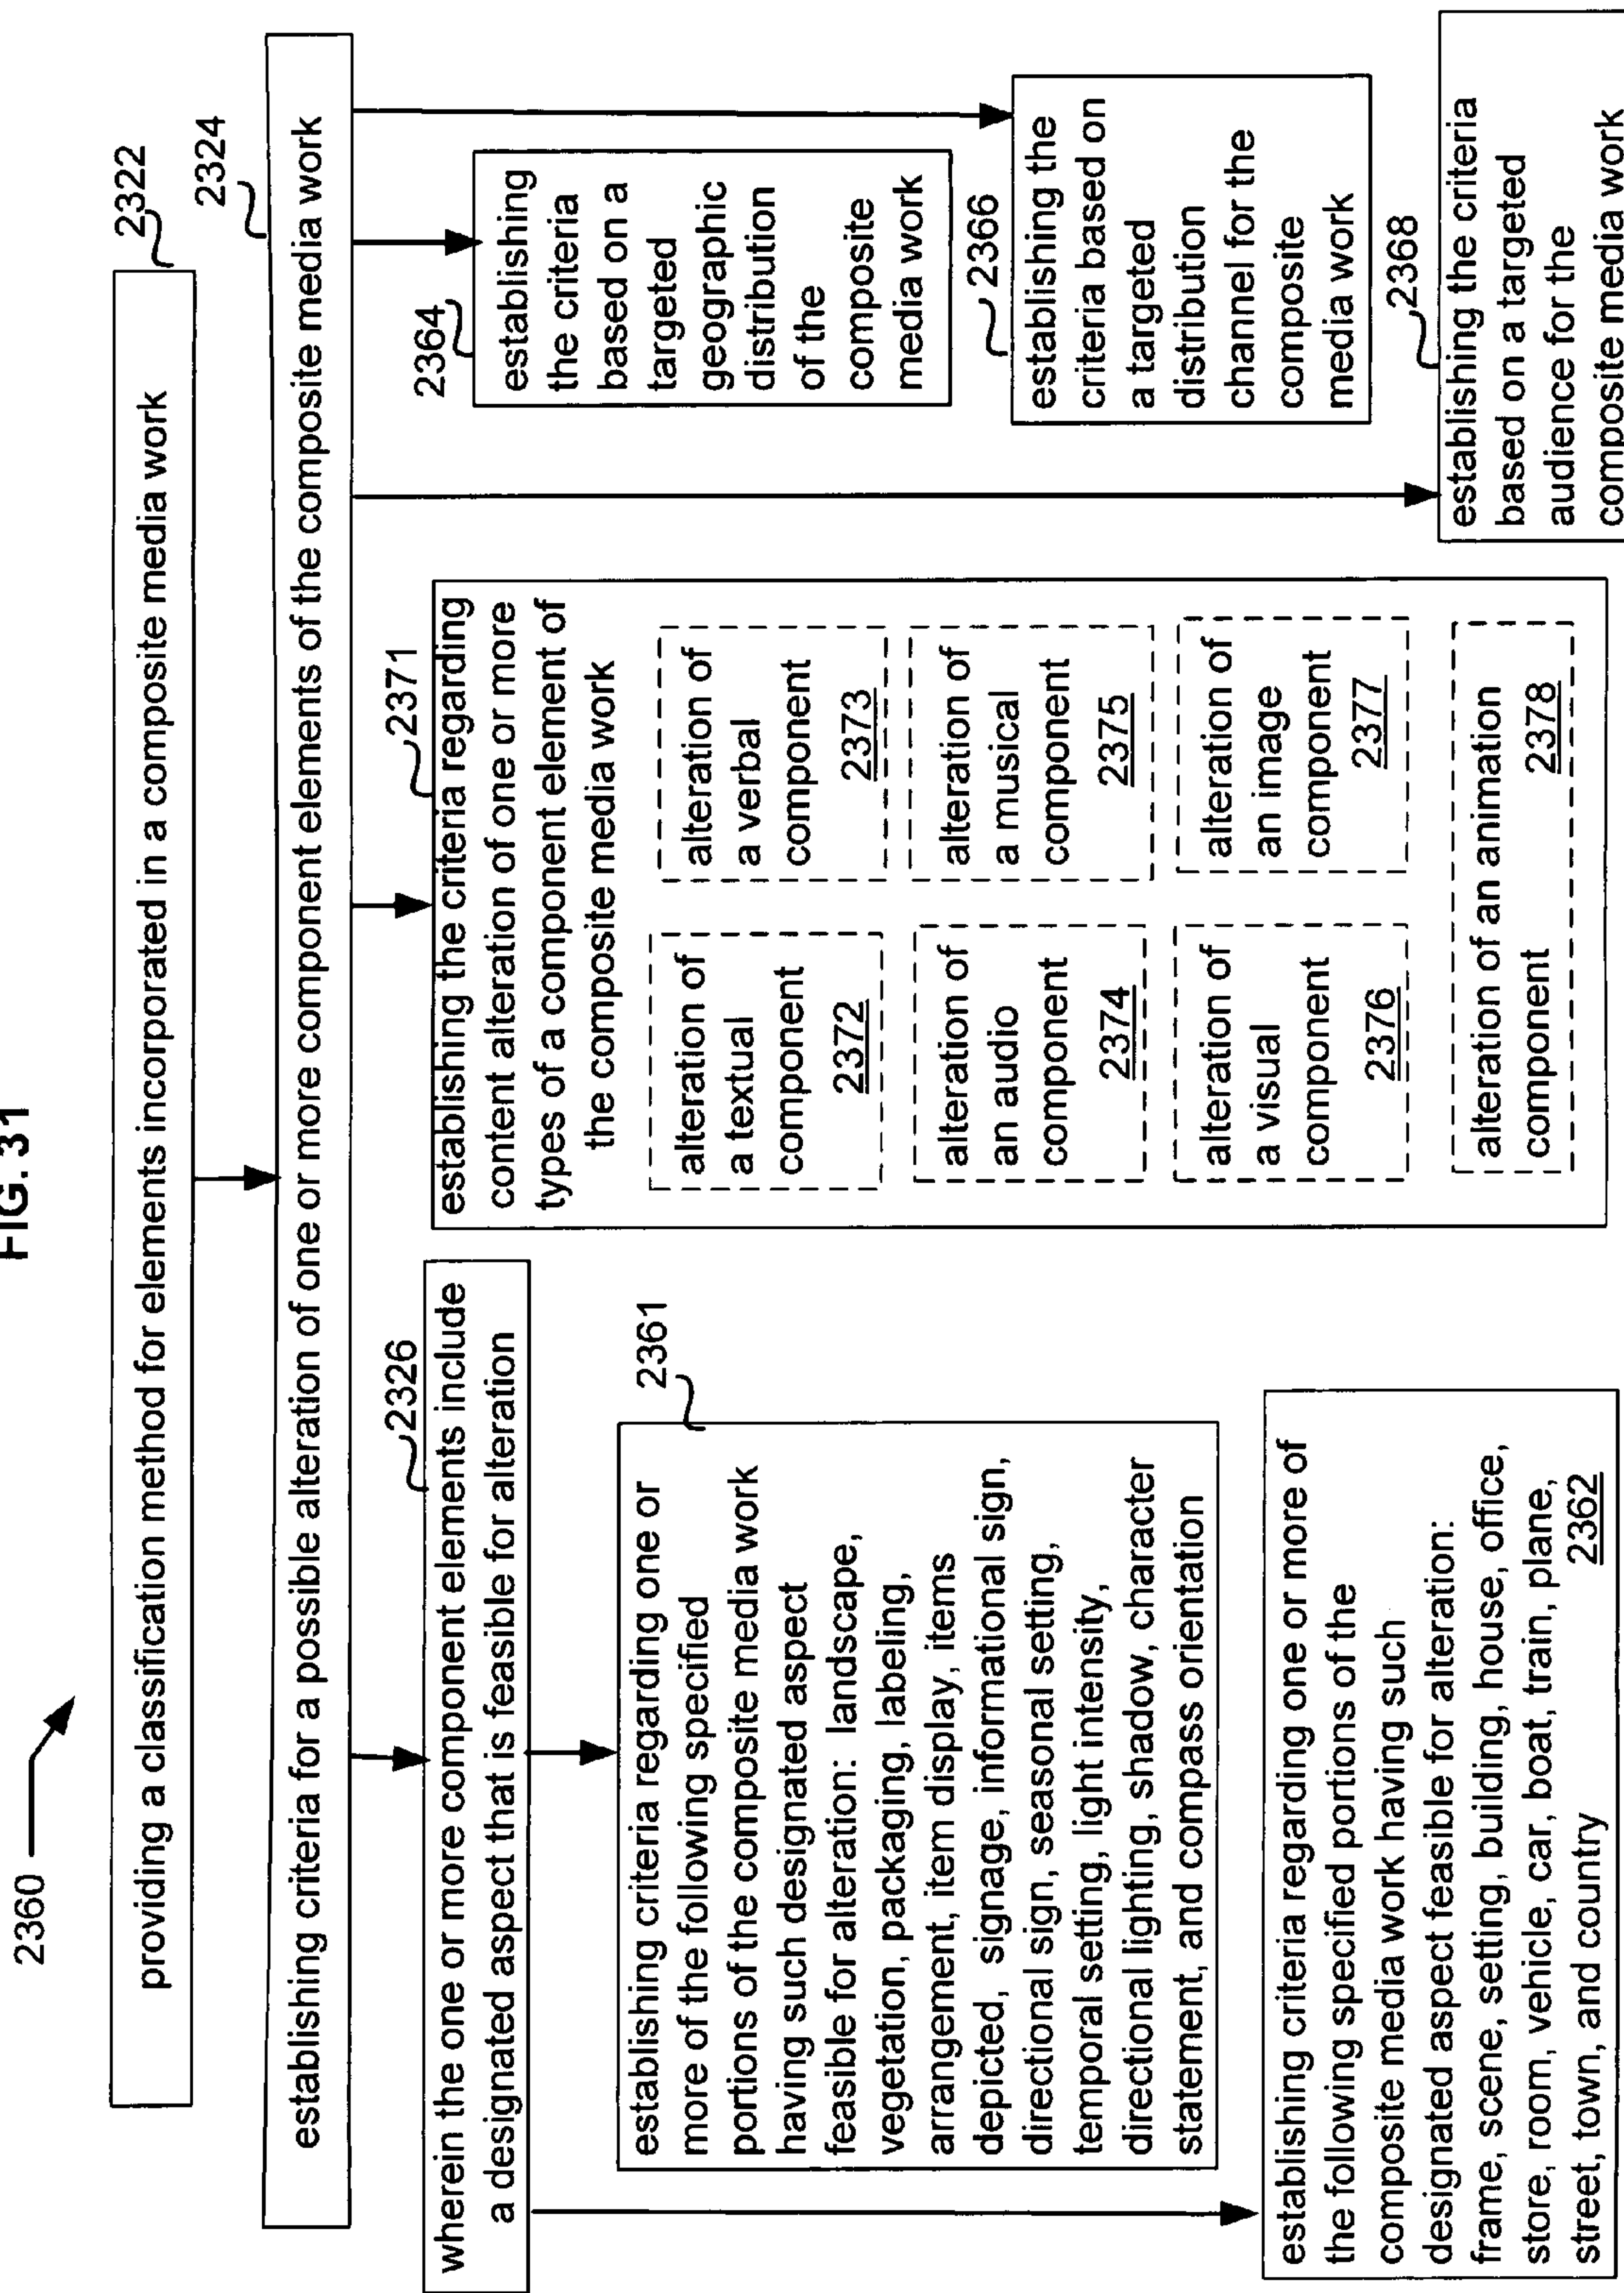 FIG. 31
2360
2322
providing a classification method for elements incorporated in a composite media work
2324
establishing criteria for a possible alteration of one or more component elements of the composite media work
2326
wherein the one or more component elements include
a designated aspect that is feasible for alteration
2361
establishing criteria regarding one or
more of the following specified
portions of the composite media work
having such designated aspect
feasible for alteration: landscape,
vegetation, packaging, labeling,
arrangement, item display, items
depicted, signage, informational sign,
directional sign, seasonal setting,
temporal setting, light intensity,
directional lighting, shadow, character
statement, and compass orientation
establishing criteria regarding one or more of
the following specified portions of the
composite media work having such
designated aspect feasible for alteration:
frame, scene, setting, building, house, office,
store, room, vehicle, car, boat, train, plane,
street, town, and country
2362
2371
establishing the criteria regarding
content alteration of one or more
types of a component element of
the composite media work
alteration of
a textual
component
2372
alteration of
a verbal
component
2373
alteration of
an audio
component
2374
alteration of
a musical
component
2375
alteration of
a visual
component
2376
alteration of
an image
component
2377
alteration of an animation
component
2378
2364
establishing
the criteria
based on a
targeted
geographic
distribution
of the
composite
media work
2366
establishing the
criteria based on
a targeted
distribution
channel for the
composite
media work
2368
establishing the criteria
based on a targeted
audience for the
composite media work